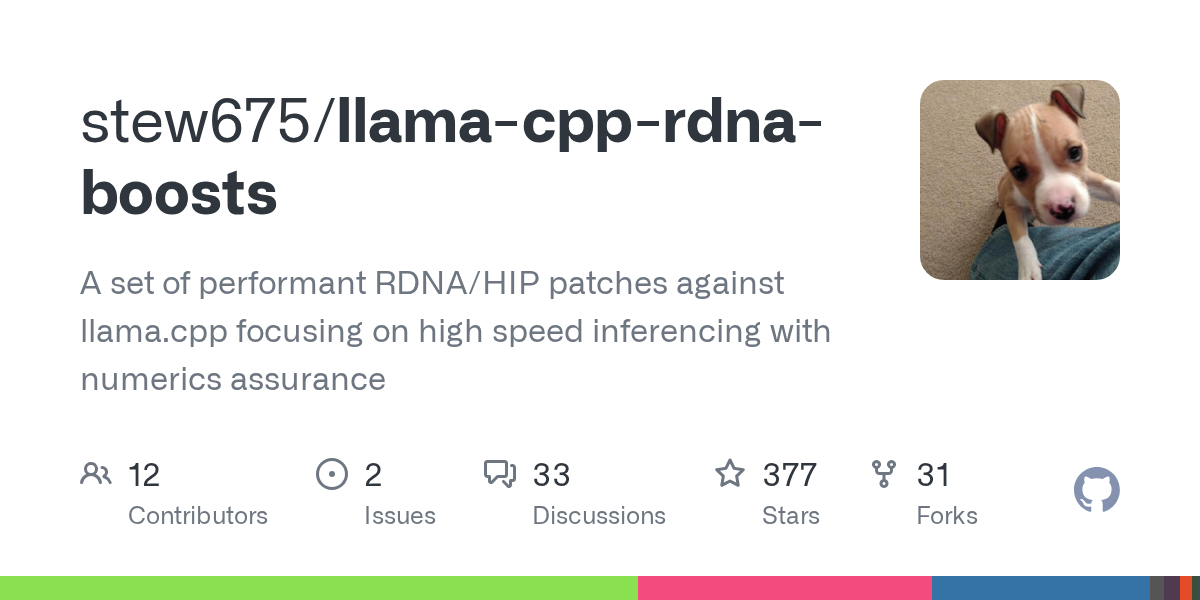 stew675/llama-cpp-rdna-
boosts
A set of performant RDNA/HIP patches against
llama.cpp focusing on high speed inferencing with
numerics assurance
12 2 33 377 31
Contributors Issues Discussions Stars Forks